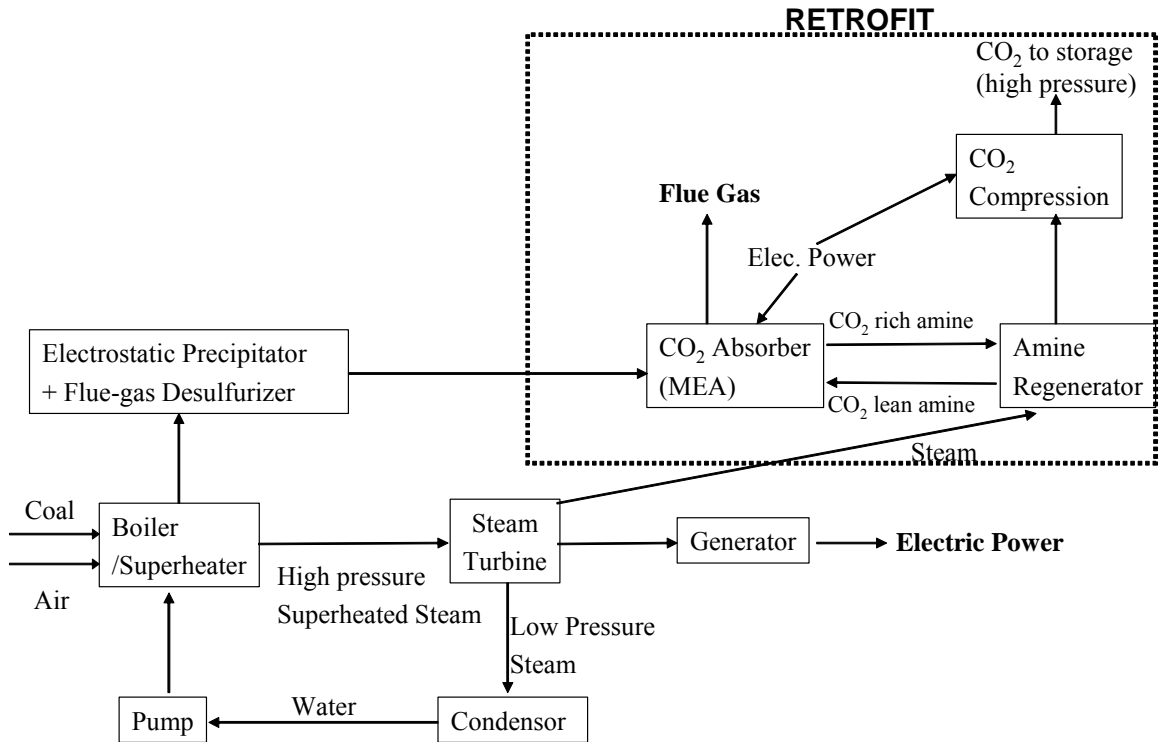 RETROFIT
CO₂ to storage
(high pressure)
CO₂
Compression
Flue Gas
Elec. Power
Electrostatic Precipitator
+ Flue-gas Desulfurizer
CO₂ Absorber
(MEA)
CO₂ rich amine
CO₂ lean amine
Amine
Regenerator
Steam
Coal
Air
Boiler
/Superheater
High pressure
Superheated Steam
Steam
Turbine
Generator
Electric Power
Low Pressure
Steam
Pump
Water
Condensor